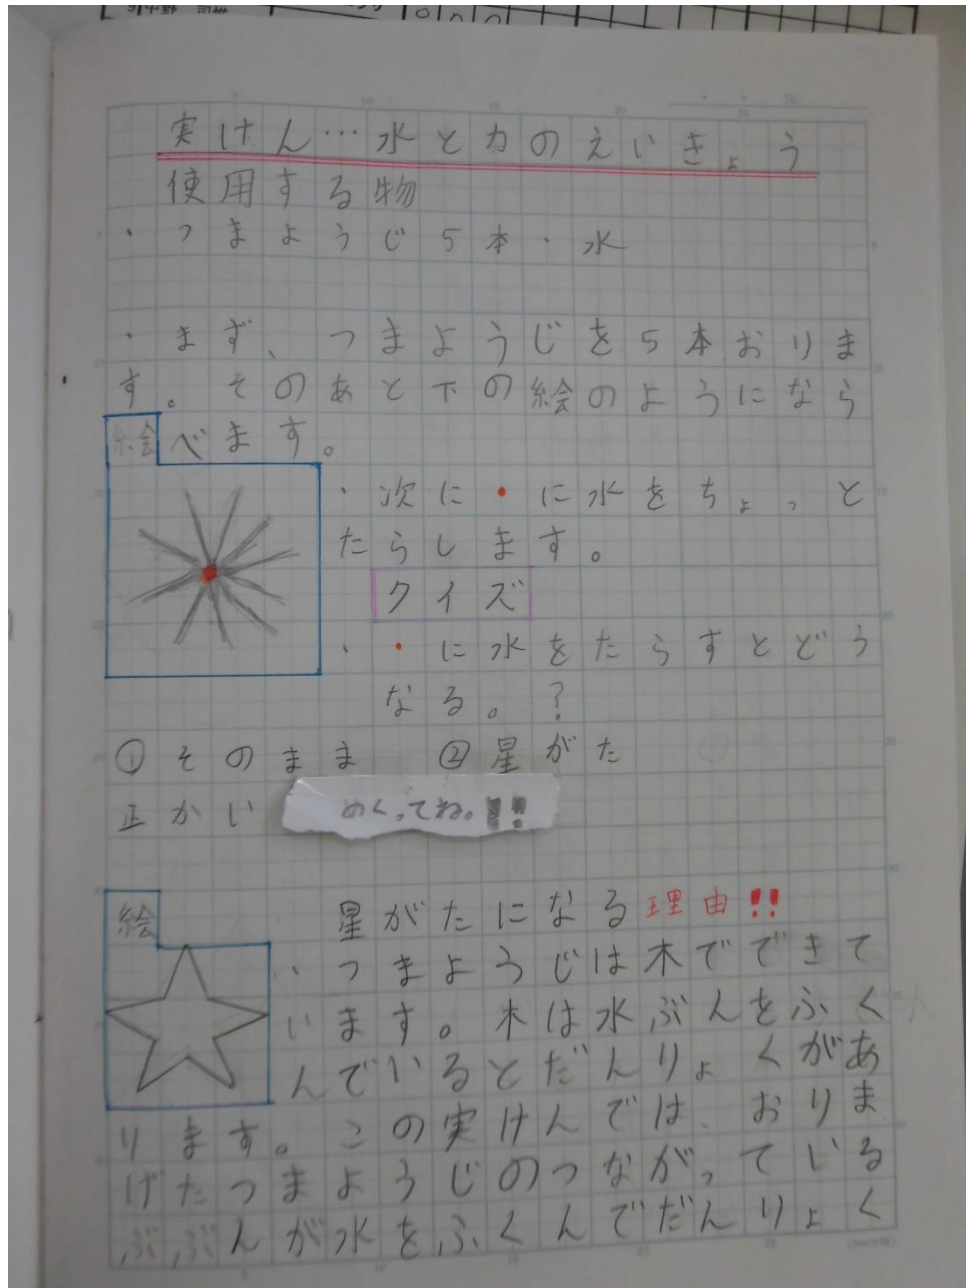 実けん…水と力のえいきょう
使用する物
・つまようじ5本・水
・まず、つまようじを5本おりま
す。そのあと下の絵のようになら
絵べます。
・次に・に水をちょっと
たらします。
クイズ
・・に水をたらすとどう
なる。?
①そのまま ②星がた
正かい めくってね。!!
絵 星がたになる理由!!
・つまようじは木でできて
います。木は水ぶんをふく
んでいるとだんりょくがあ
ります。この実けんでは、おりま
げたつまようじのつながっている
ぶぶんが水をふくんでだんりょく